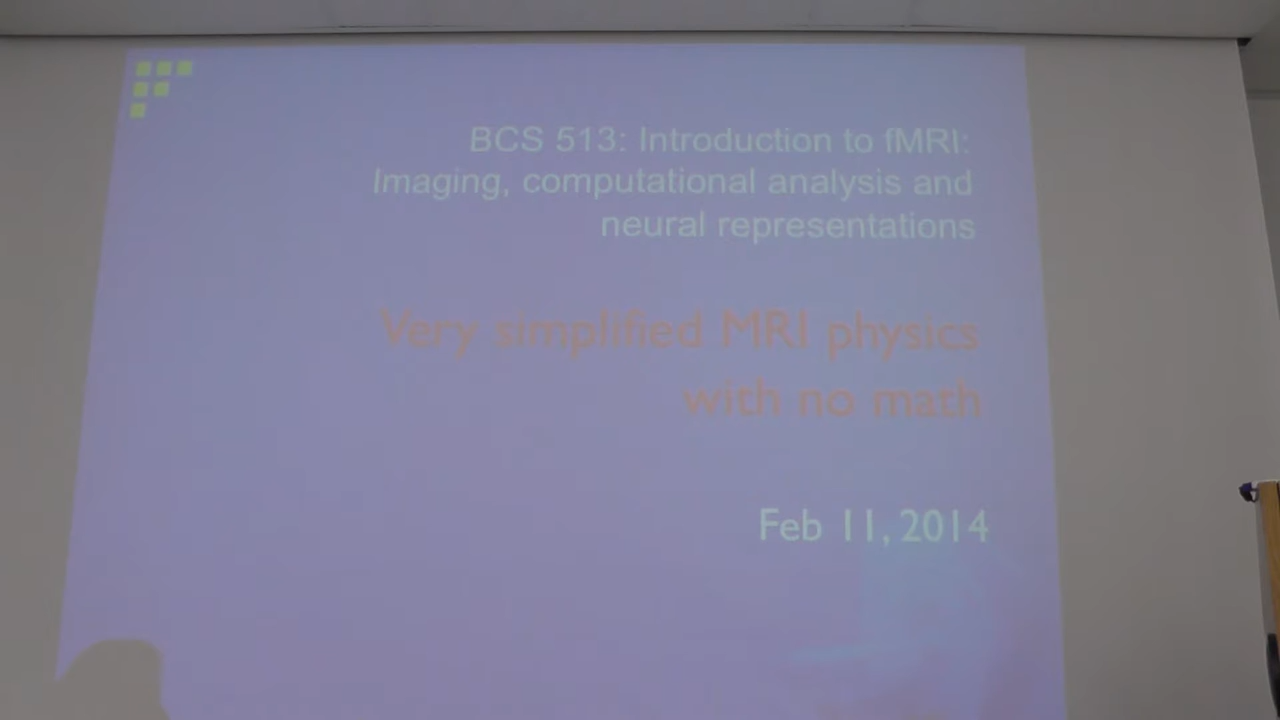 BCS 513: Introduction to fMRI:
Imaging, computational analysis and
neural representations
Very simplified MRI physics
with no math
Feb 11, 2014